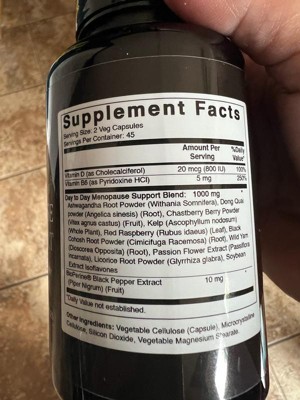 Supplement Facts
Serving Size: 2 Veg Capsules
Servings Per Container: 45
Amount Per Serving %Daily Value*
Vitamin D (as Cholecalciferol) 20 mcg (800 IU) 100%
Vitamin B6 (as Pyridoxine HCl) 5 mg 250%
Day to Day Menopause Support Blend: 1000 mg
Ashwagandha Root Powder (Withania Somnifera), Dong Quai
powder (Angelica sinesis) (Root), Chastberry Powder
(Vitex agnus castus) (Fruit), Kelp (Ascophyllum nodosum)
(Whole Plant), Red Raspberry (Rubus idaeus) (Leaf), Black
Cohosh Root Powder (Cimicifuga Racemosa) (Root), Wild Yam
(Dioacorea Opposita) (Root), Passion Flower Extract (Passiflora
incarnata), Licorice Root Powder (Glyrrhiza glabra), Soybean
Extract Isoflavones
BioPerine® Black Pepper Extract 10 mg
(Piper Nigrum) (Fruit)
*Daily Value not established.
Other Ingredients: Vegetable Cellulose (Capsule), Microcrystalline
Cellulose, Silicon Dioxide, Vegetable Magnesium Stearate.